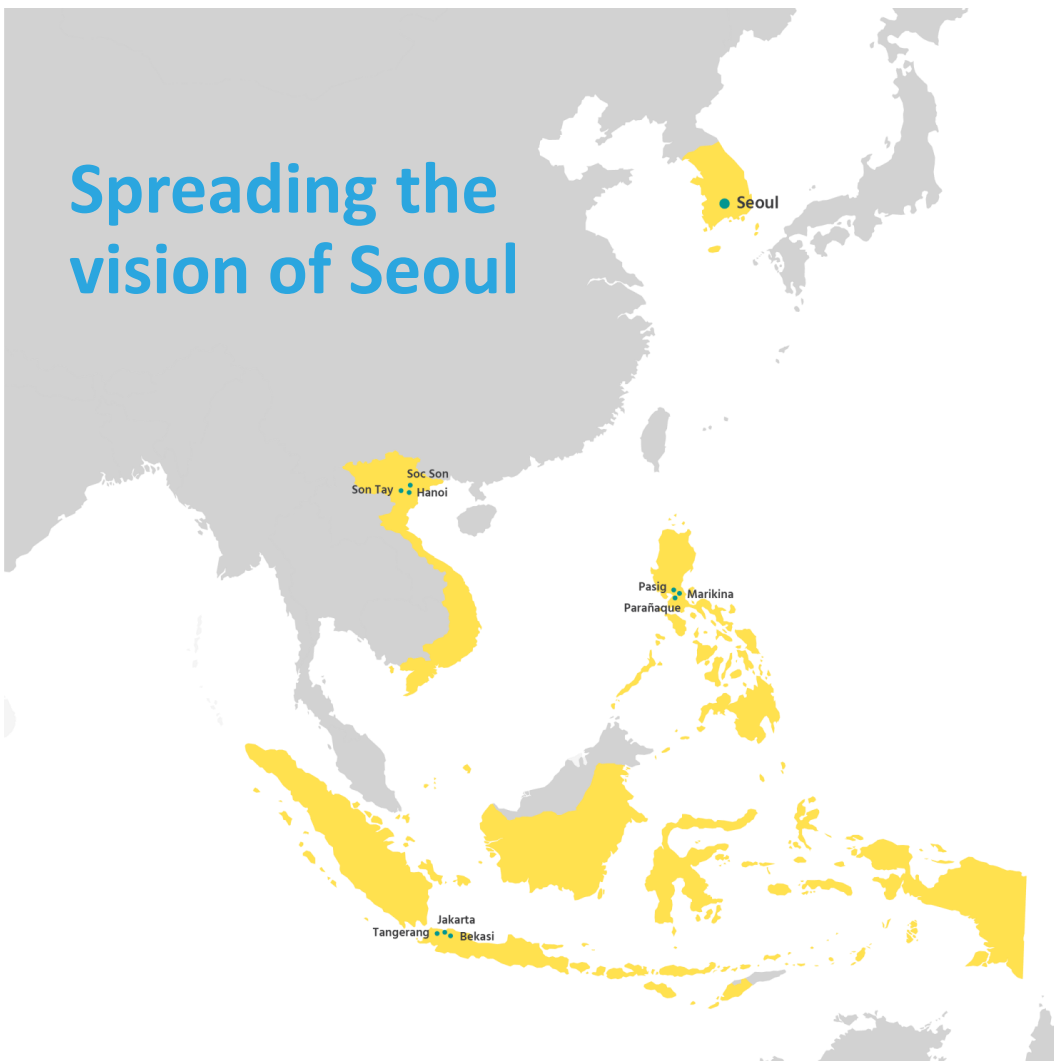 Spreading the
vision of Seoul
Seoul
Soc Son
Son Tay
Hanoi
Pasig
Marikina
Parañaque
Jakarta
Tangerang
Bekasi